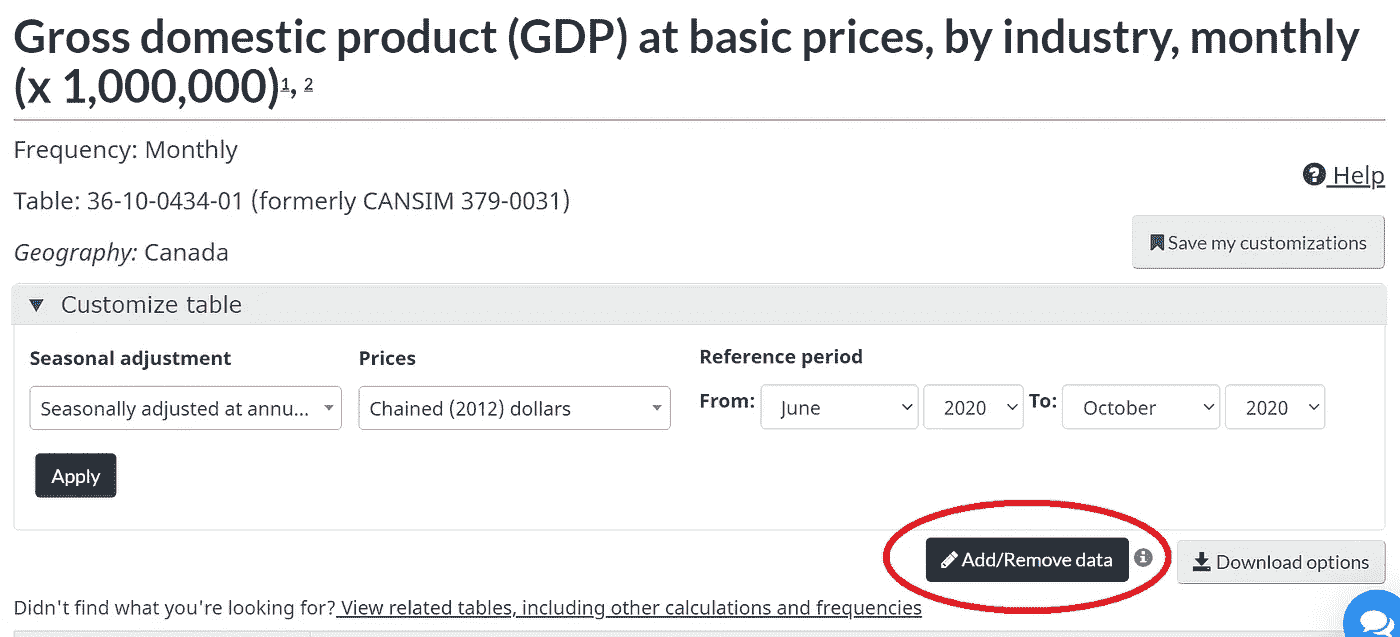 Gross domestic product (GDP) at basic prices, by industry, monthly
(x 1,000,000)1, 2
Frequency: Monthly
Help
Table: 36-10-0434-01 (formerly CANSIM 379-0031)
Save my customizations
Geography: Canada
Customize table
Seasonal adjustment Prices Reference period
Seasonally adjusted at annu... Chained (2012) dollars From: June 2020 To: October 2020
Apply
Add/Remove data Download options
Didn't find what you're looking for? View related tables, including other calculations and frequencies